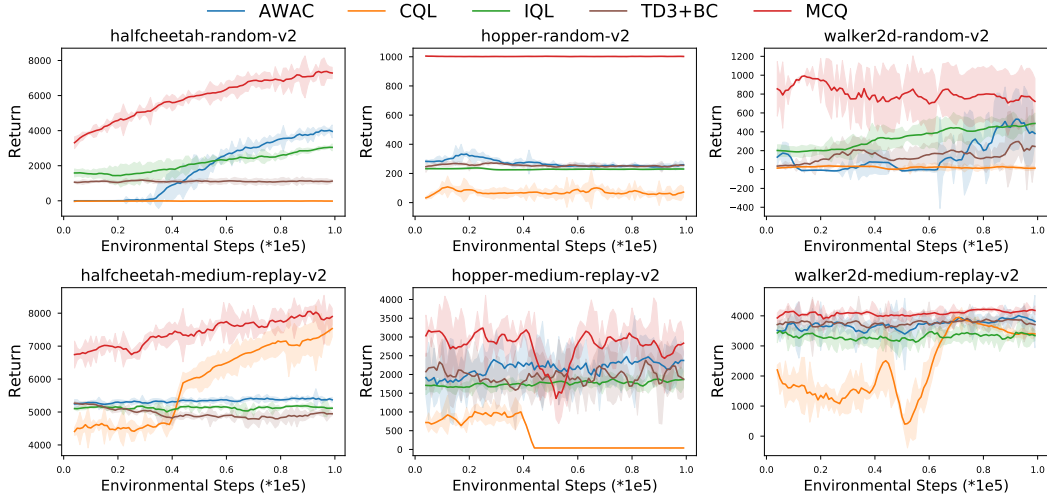 AWAC CQL IQL TD3+BC MCQ
halfcheetah-random-v2
Return
8000
6000
4000
2000
0
0.0 0.2 0.4 0.6 0.8 1.0
Environmental Steps (*1e5)
hopper-random-v2
Return
1000
800
600
400
200
0
0.0 0.2 0.4 0.6 0.8 1.0
Environmental Steps (*1e5)
walker2d-random-v2
Return
1200
1000
800
600
400
200
0
−200
−400
0.0 0.2 0.4 0.6 0.8 1.0
Environmental Steps (*1e5)
halfcheetah-medium-replay-v2
Return
8000
7000
6000
5000
4000
0.0 0.2 0.4 0.6 0.8 1.0
Environmental Steps (*1e5)
hopper-medium-replay-v2
Return
4000
3500
3000
2500
2000
1500
1000
500
0
0.0 0.2 0.4 0.6 0.8 1.0
Environmental Steps (*1e5)
walker2d-medium-replay-v2
Return
4000
3000
2000
1000
0
0.0 0.2 0.4 0.6 0.8 1.0
Environmental Steps (*1e5)